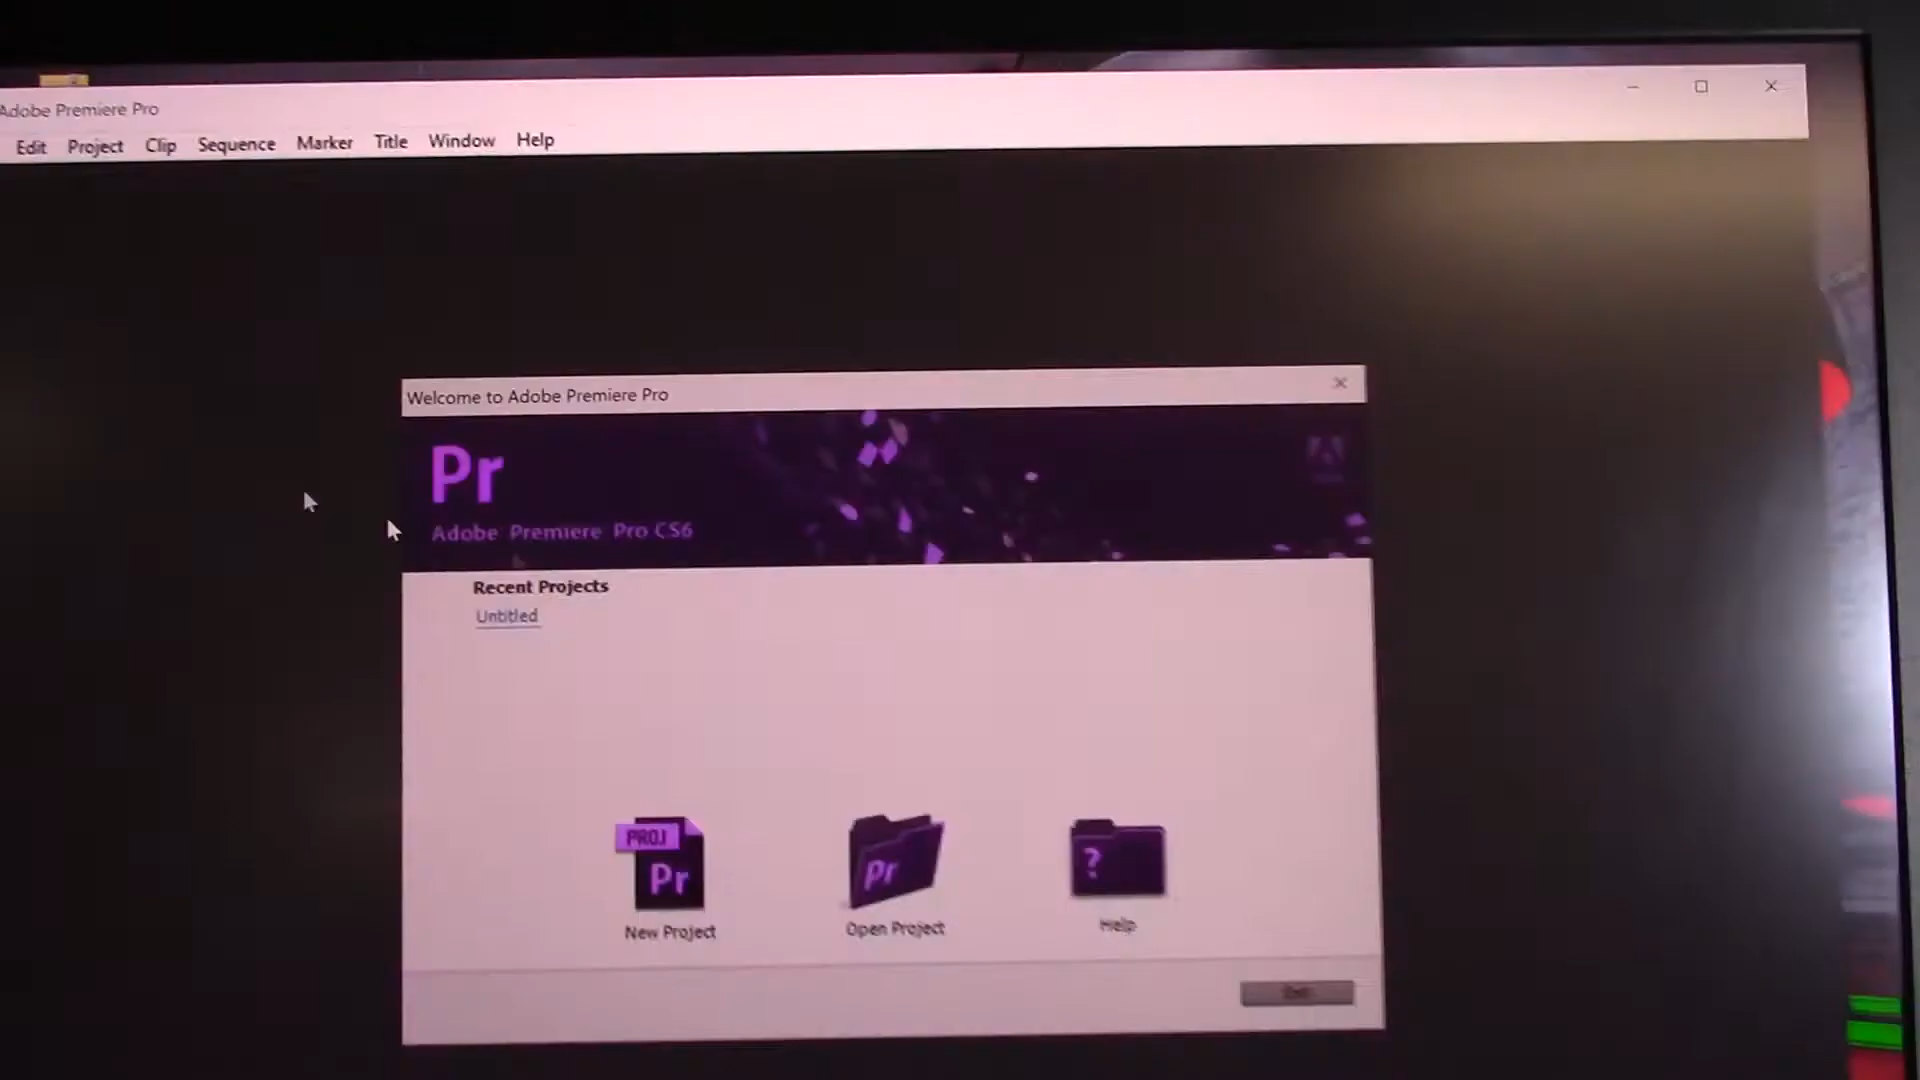 Adobe Premiere Pro
Edit Project Clip Sequence Marker Title Window Help
Welcome to Adobe Premiere Pro
Pr
Adobe Premiere Pro CS6
Recent Projects
Untitled
PROJ
Pr
Pr
?
New Project
Open Project
Help